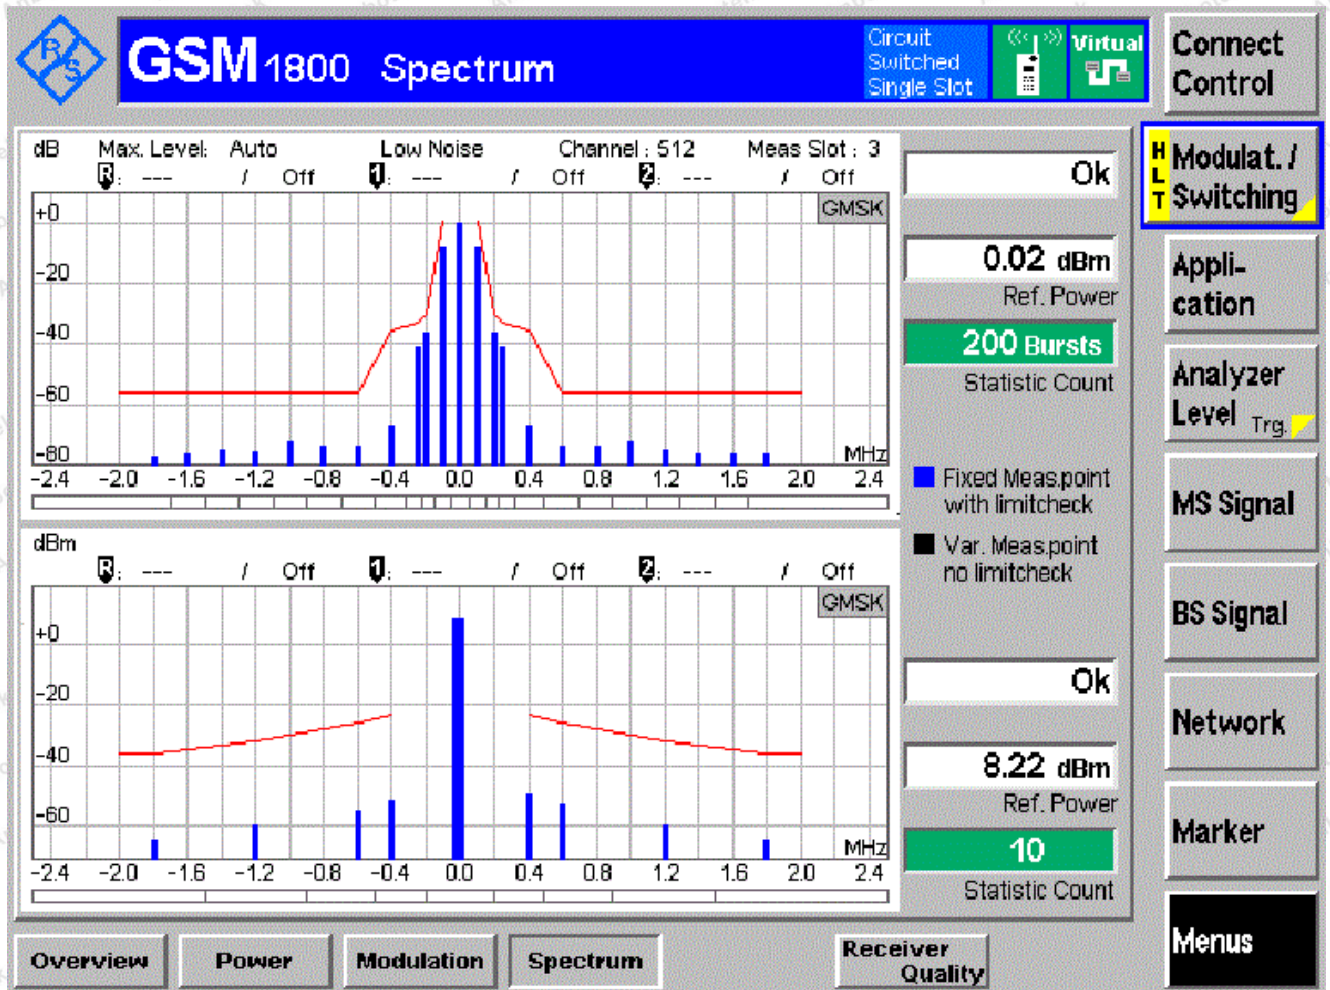 R S
GSM 1800 Spectrum
Circuit
Switched
Single Slot
Virtual
Connect
Control
dB Max. Level: Auto Low Noise Channel : 512 Meas Slot : 3
R : --- / Off 1 : --- / Off 2 : --- / Off
GMSK
+0
-20
-40
-60
-80
MHz
-2.4 -2.0 -1.6 -1.2 -0.8 -0.4 0.0 0.4 0.8 1.2 1.6 2.0 2.4
Ok
0.02 dBm
Ref. Power
200 Bursts
Statistic Count
Fixed Meas.point
with limitcheck
Var. Meas.point
no limitcheck
dBm
R : --- / Off 1 : --- / Off 2 : --- / Off
GMSK
+0
-20
-40
-60
MHz
-2.4 -2.0 -1.6 -1.2 -0.8 -0.4 0.0 0.4 0.8 1.2 1.6 2.0 2.4
Ok
8.22 dBm
Ref. Power
10
Statistic Count
HLT
Modulat. /
Switching
Appli-
cation
Analyzer
Level Trg.
MS Signal
BS Signal
Network
Marker
Menus
Overview
Power
Modulation
Spectrum
Receiver
Quality